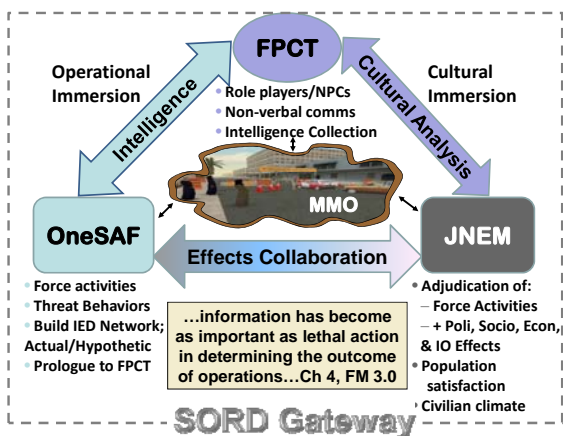 FPCT
Operational
Immersion
Cultural
Immersion
Intelligence
Cultural Analysis
• Role players/NPCs
• Non-verbal comms
• Intelligence Collection
MMO
OneSAF
JNEM
Effects Collaboration
• Force activities
• Threat Behaviors
• Build IED Network;
Actual/Hypothetic
• Prologue to FPCT
…information has become
as important as lethal action
in determining the outcome
of operations…Ch 4, FM 3.0
• Adjudication of:
– Force Activities
– + Poli, Socio, Econ,
& IO Effects
• Population
satisfaction
• Civilian climate
SORD Gateway